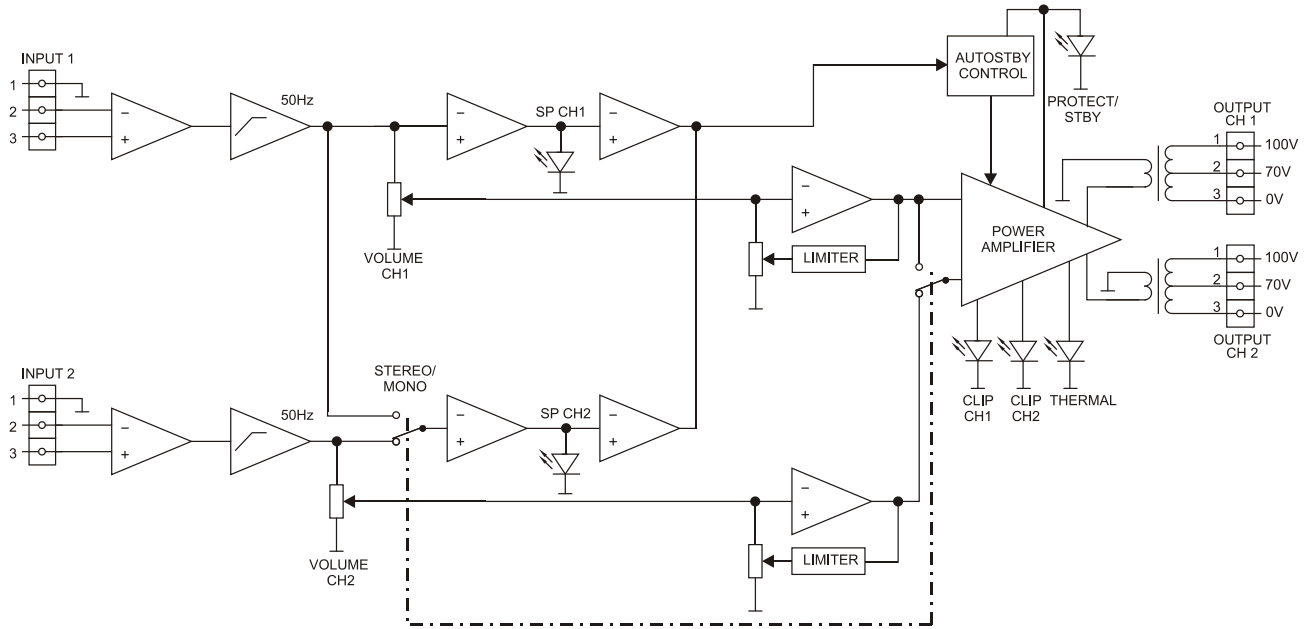 INPUT 1
1
2
3
−
+
50Hz
−
+
SP CH1
−
+
AUTOSTBY
CONTROL
PROTECT/
STBY
OUTPUT
CH 1
1
100V
2
70V
3
0V
VOLUME
CH1
−
+
LIMITER
POWER
AMPLIFIER
1
100V
2
70V
3
0V
OUTPUT
CH 2
CLIP
CH1
CLIP
CH2
THERMAL
INPUT 2
1
2
3
−
+
50Hz
STEREO/
MONO
−
+
SP CH2
−
+
VOLUME
CH2
−
+
LIMITER